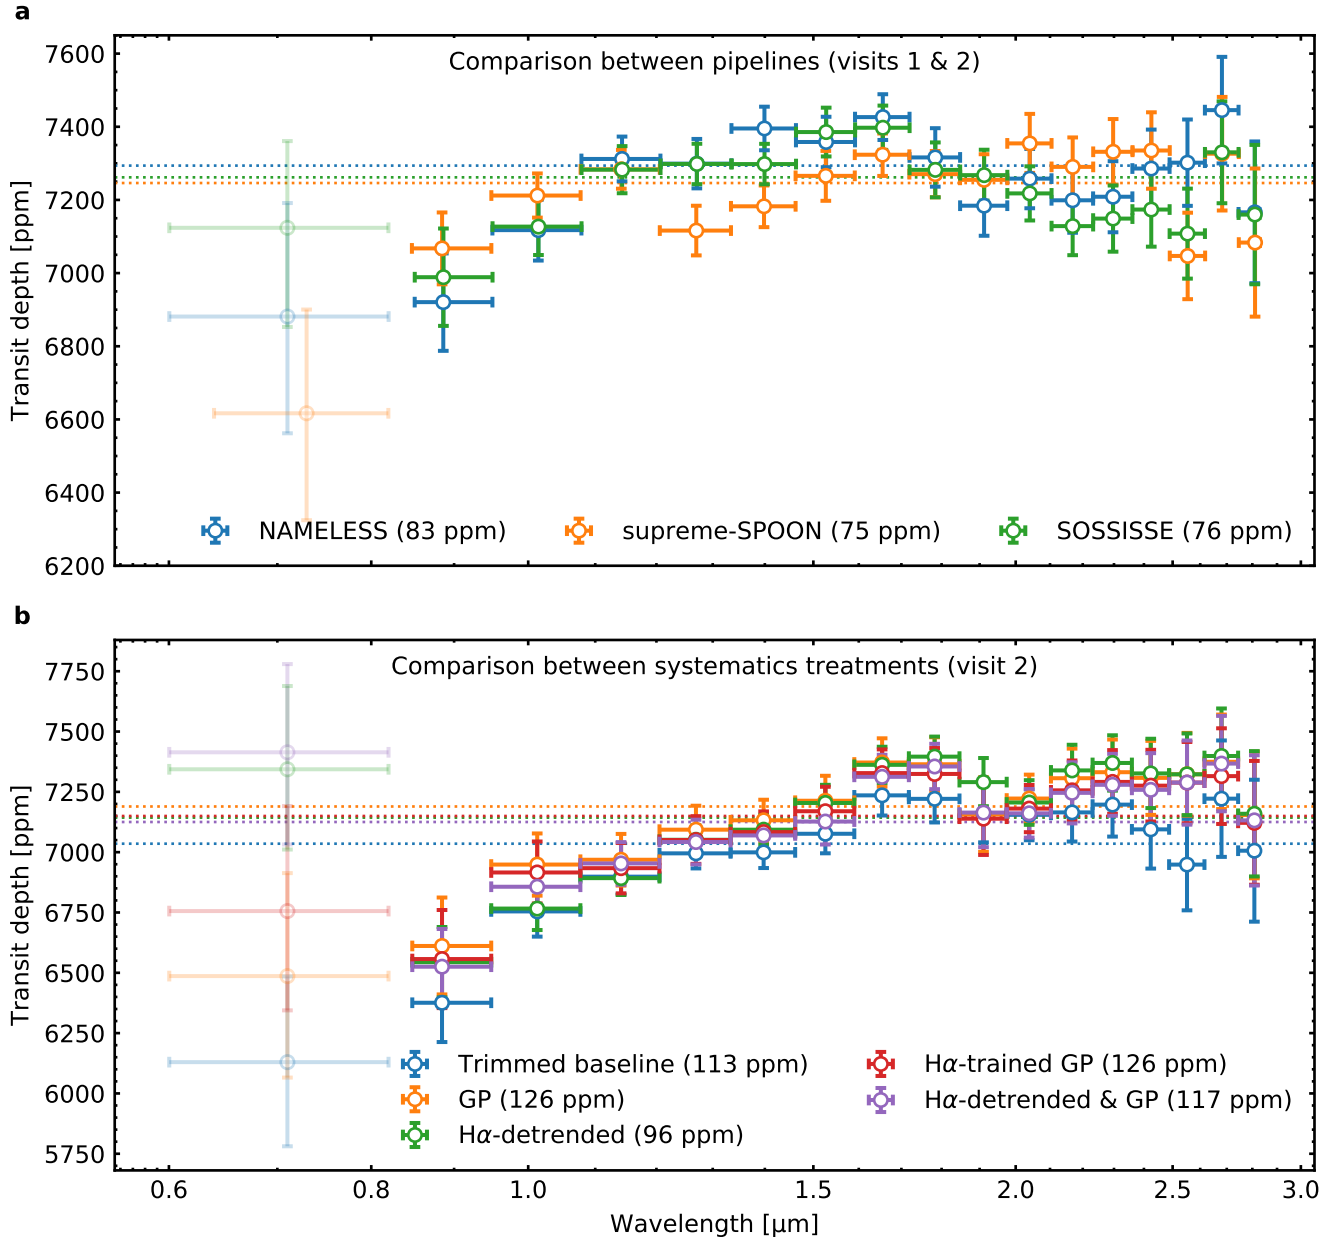 a
Comparison between pipelines (visits 1 & 2)
7600
7400
7200
7000
6800
6600
6400
6200
Transit depth [ppm]
NAMELESS (83 ppm)
supreme-SPOON (75 ppm)
SOSSISSE (76 ppm)
b
Comparison between systematics treatments (visit 2)
7750
7500
7250
7000
6750
6500
6250
6000
5750
Transit depth [ppm]
Trimmed baseline (113 ppm)
GP (126 ppm)
Hα-detrended (96 ppm)
Hα-trained GP (126 ppm)
Hα-detrended & GP (117 ppm)
0.6 0.8 1.0 1.5 2.0 2.5 3.0
Wavelength [μm]